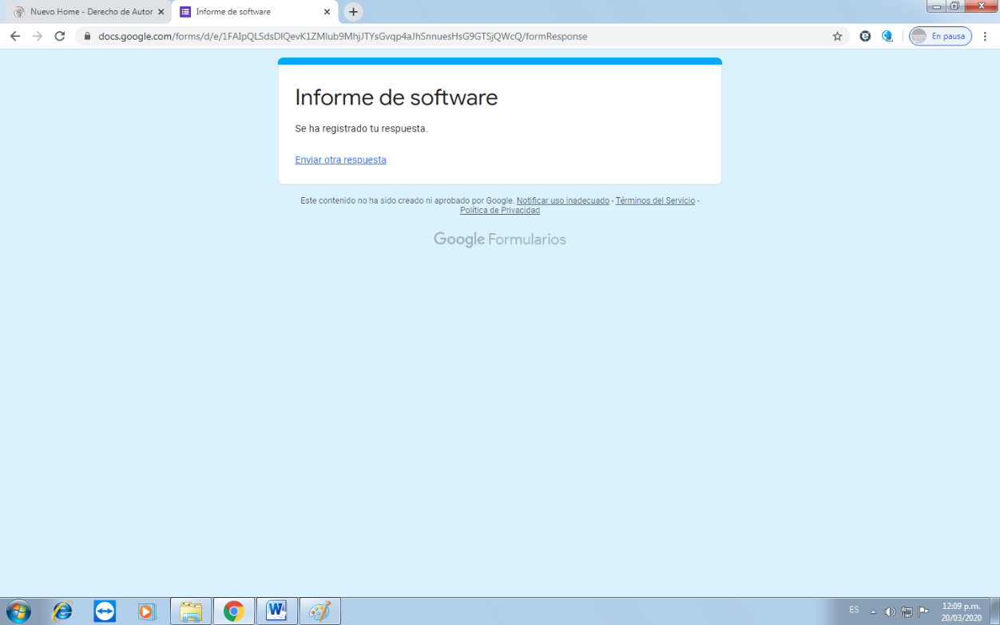 Nuevo Home - Derecho de Autor
Informe de software
docs.google.com/forms/d/e/1FAIpQLSdsDlQevK1ZMlub9MhjJTYsGvqp4aJhSnnuesHsG9GTSjQWcQ/formResponse
En pausa
Informe de software
Se ha registrado tu respuesta.
Enviar otra respuesta
Este contenido no ha sido creado ni aprobado por Google. Notificar uso inadecuado - Términos del Servicio -
Política de Privacidad
Google Formularios
ES
12:09 p.m.
20/03/2020